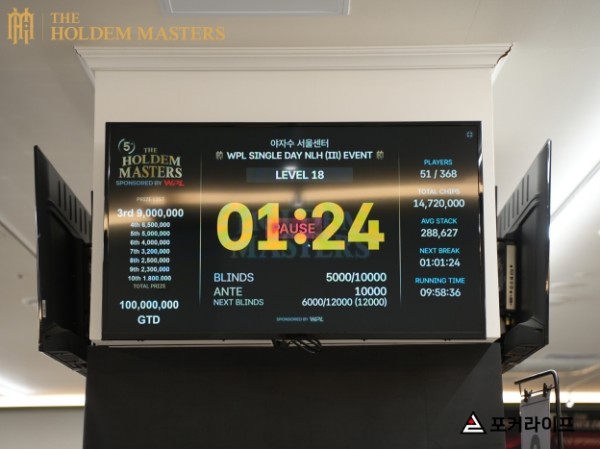 THE
HOLDEM MASTERS
5
THE
HOLDEM
MASTERS
SPONSORED BY WPL
야자수 서울센터
WPL SINGLE DAY NLH (III) EVENT
LEVEL 18
01:24
PAUSE
BLINDS 5000/10000
ANTE 10000
NEXT BLINDS 6000/12000 (12000)
SPONSORED BY WPL
3rd 9,000,000
5th 5,000,000
6th 4,000,000
7th 3,200,000
8th 2,500,000
9th 2,300,000
10th 1,800,000
TOTAL PRIZE
100,000,000
GTD
PLAYERS
51 / 368
TOTAL CHIPS
14,720,000
AVG STACK
288,627
NEXT BREAK
01:01:24
RUNNING TIME
09:58:36
포커라이프